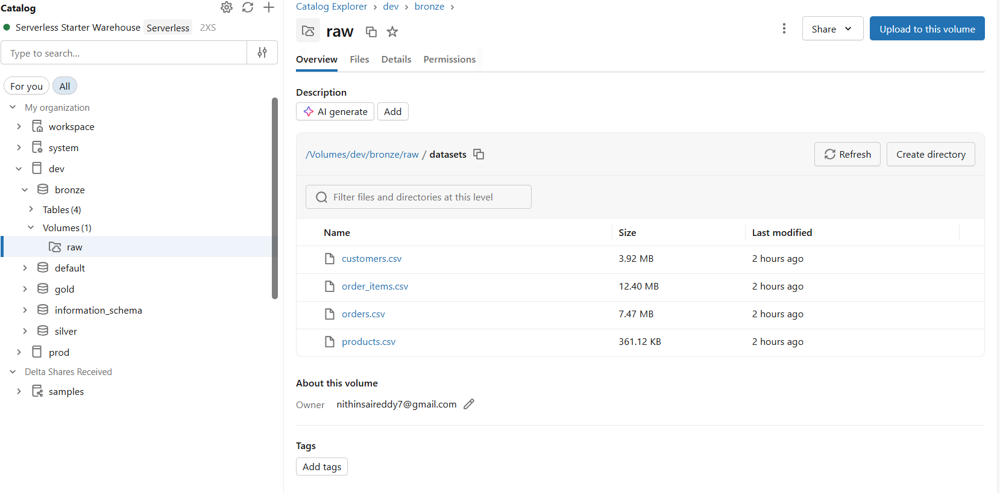 Catalog
Serverless Starter Warehouse Serverless 2XS
Type to search...
For you All
My organization
workspace
system
dev
bronze
Tables (4)
Volumes (1)
raw
default
gold
information_schema
silver
prod
Delta Shares Received
samples
Catalog Explorer > dev > bronze >
raw
Share
Upload to this volume
Overview Files Details Permissions
Description
AI generate Add
/Volumes/dev/bronze/raw / datasets
Refresh Create directory
Filter files and directories at this level
Name Size Last modified
customers.csv 3.92 MB 2 hours ago
order_items.csv 12.40 MB 2 hours ago
orders.csv 7.47 MB 2 hours ago
products.csv 361.12 KB 2 hours ago
About this volume
Owner nithinsaireddy7@gmail.com
Tags
Add tags